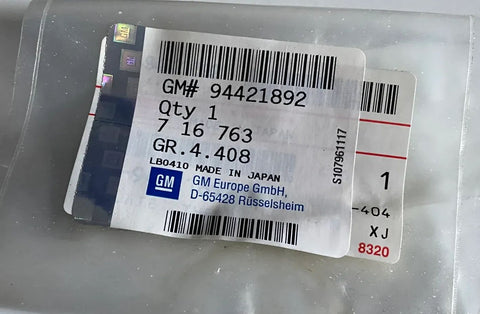 GM# 94421892
Qty 1
7 16 763
GR.4.408
LB0410 MADE IN JAPAN
GM
GM Europe GmbH,
D-65428 Rüsselsheim
S107961117
1
-404
XJ
8320